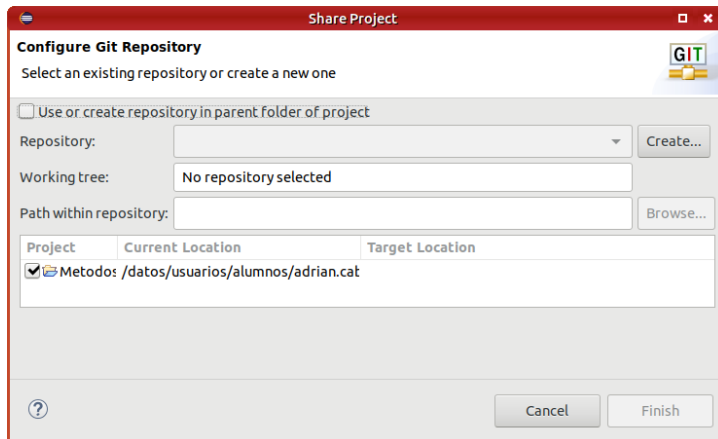 Share Project
Configure Git Repository
Select an existing repository or create a new one
GIT
Use or create repository in parent folder of project
Repository:
Create...
Working tree:
No repository selected
Path within repository:
Browse...
Project Current Location Target Location
Metodos /datos/usuarios/alumnos/adrian.cat
Cancel
Finish